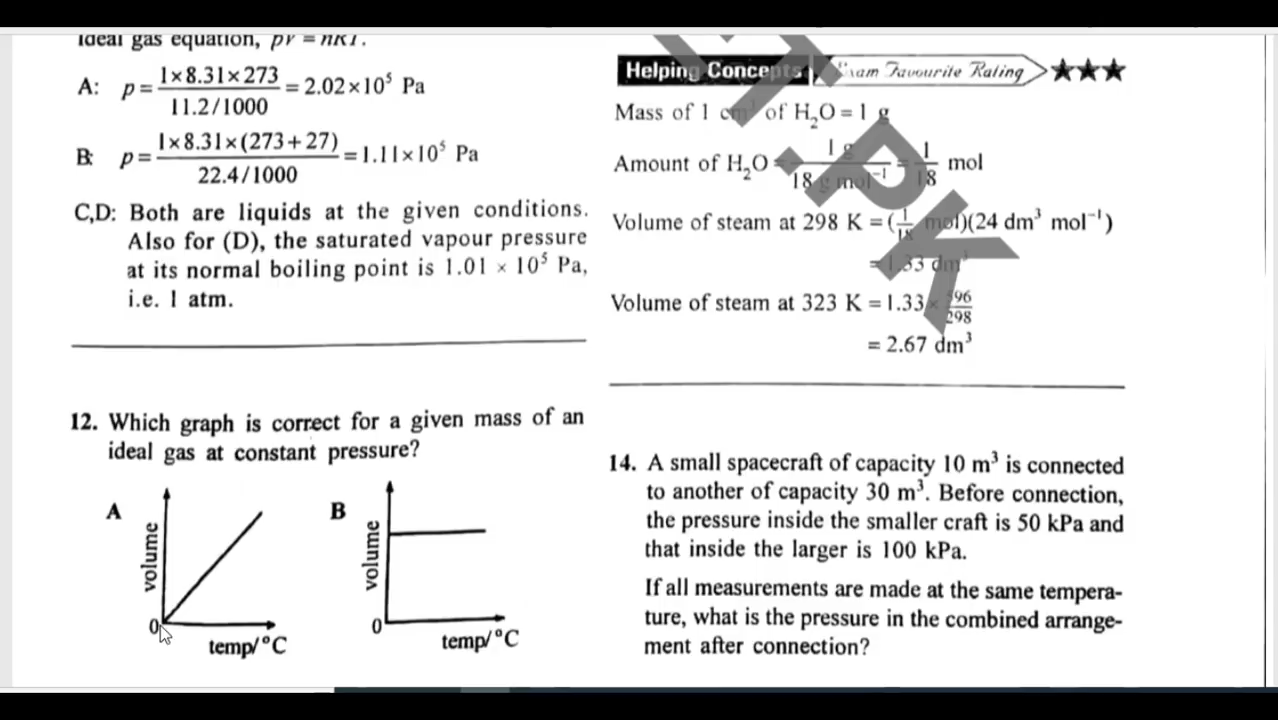 ideal gas equation, pV = nRT.
A: p = 1×8.31×273 / 11.2/1000 = 2.02×10⁵ Pa
B: p = 1×8.31×(273+27) / 22.4/1000 = 1.11×10⁵ Pa
C,D: Both are liquids at the given conditions.
Also for (D), the saturated vapour pressure
at its normal boiling point is 1.01 × 10⁵ Pa,
i.e. 1 atm.
12. Which graph is correct for a given mass of an
ideal gas at constant pressure?
A
volume
0
temp/°C
B
volume
0
temp/°C
Helping Concepts Exam Favourite Rating
Mass of 1 cm³ of H₂O = 1 g
Amount of H₂O = 1 g / 18 g mol⁻¹ = 1/18 mol
Volume of steam at 298 K = (1/18 mol)(24 dm³ mol⁻¹)
= 1.33 dm³
Volume of steam at 323 K = 1.33 × 596/298
= 2.67 dm³
14. A small spacecraft of capacity 10 m³ is connected
to another of capacity 30 m³. Before connection,
the pressure inside the smaller craft is 50 kPa and
that inside the larger is 100 kPa.
If all measurements are made at the same tempera-
ture, what is the pressure in the combined arrange-
ment after connection?
T.PK